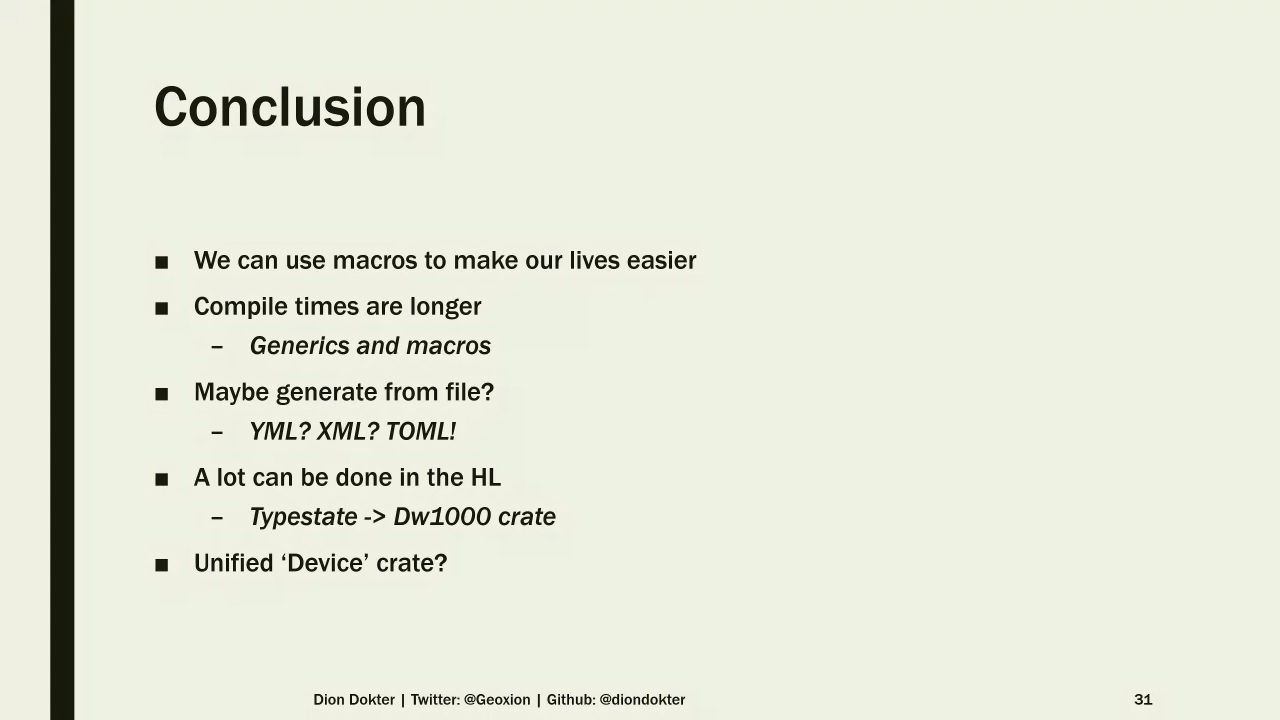 Conclusion
■ We can use macros to make our lives easier
■ Compile times are longer
– Generics and macros
■ Maybe generate from file?
– YML? XML? TOML!
■ A lot can be done in the HL
– Typestate -> Dw1000 crate
■ Unified ‘Device’ crate?
Dion Dokter | Twitter: @Geoxion | Github: @diondokter 31